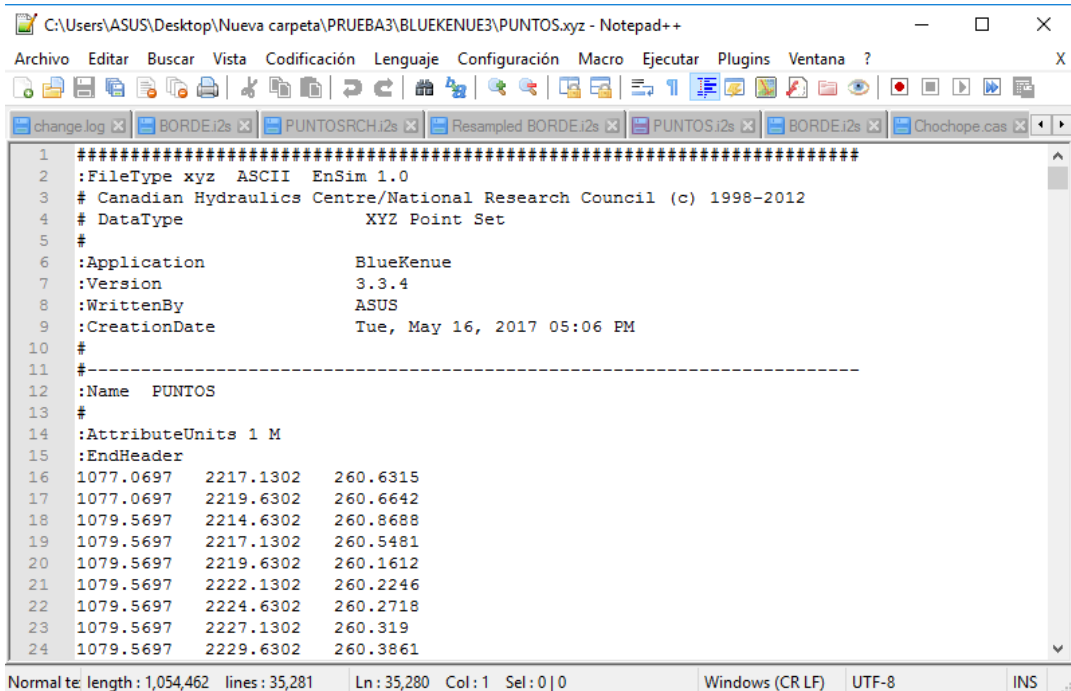 C:\Users\ASUS\Desktop\Nueva carpeta\PRUEBA3\BLUEKENUE3\PUNTOS.xyz - Notepad++
Archivo Editar Buscar Vista Codificación Lenguaje Configuración Macro Ejecutar Plugins Ventana ? X
change.log BORDE.i2s PUNTOSRCH.i2s Resampled BORDE.i2s PUNTOS.i2s BORDE.i2s Chochope.cas
1 #########################################################################
2 :FileType xyz ASCII EnSim 1.0
3 # Canadian Hydraulics Centre/National Research Council (c) 1998-2012
4 # DataType XYZ Point Set
5 #
6 :Application BlueKenue
7 :Version 3.3.4
8 :WrittenBy ASUS
9 :CreationDate Tue, May 16, 2017 05:06 PM
10 #
11 #------------------------------------------------------------------------
12 :Name PUNTOS
13 #
14 :AttributeUnits 1 M
15 :EndHeader
16 1077.0697 2217.1302 260.6315
17 1077.0697 2219.6302 260.6642
18 1079.5697 2214.6302 260.8688
19 1079.5697 2217.1302 260.5481
20 1079.5697 2219.6302 260.1612
21 1079.5697 2222.1302 260.2246
22 1079.5697 2224.6302 260.2718
23 1079.5697 2227.1302 260.319
24 1079.5697 2229.6302 260.3861
Normal te length : 1,054,462 lines : 35,281 Ln : 35,280 Col : 1 Sel : 0 | 0 Windows (CR LF) UTF-8 INS